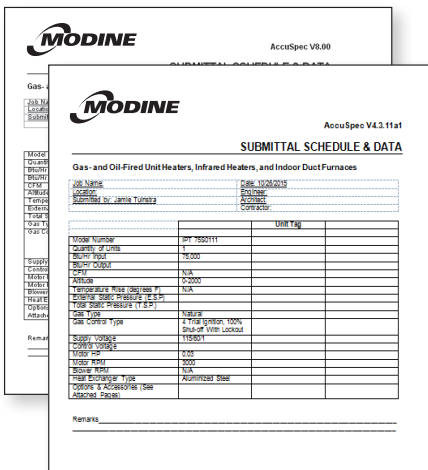 MODINE
AccuSpec V8.00
SUBMITTAL SCHEDULE & DATA
Gas-
Job Na
Locatio
Submit
Model
Quanti
Btu/Hr
Btu/Hr
CFM
Altitude
Tempe
Extern
Total S
Gas Ty
Gas Co
Supply
Control
Motor
Motor
Blower
Heat E
Option
Attach
Remar
MODINE
AccuSpec V4.3.11a1
SUBMITTAL SCHEDULE & DATA
Gas- and Oil-Fired Unit Heaters, Infrared Heaters, and Indoor Duct Furnaces
Job Name: Date: 10/26/2015
Location: Engineer:
Submitted by: Jamie Tuinstra Architect:
Contractor:
Unit Tag
Model Number IPT 75S0111
Quantity of Units 1
Btu/Hr Input 75,000
Btu/Hr Output
CFM N/A
Altitude 0-2000
Temperature Rise (degrees F) N/A
External Static Pressure (E.S.P)
Total Static Pressure (T.S.P.)
Gas Type Natural
Gas Control Type 4 Trial Ignition, 100%
Shut-off With Lockout
Supply Voltage 115/60/1
Control Voltage
Motor HP 0.03
Motor RPM 3000
Blower RPM N/A
Heat Exchanger Type Aluminized Steel
Options & Accessories (See
Attached Pages)
Remarks